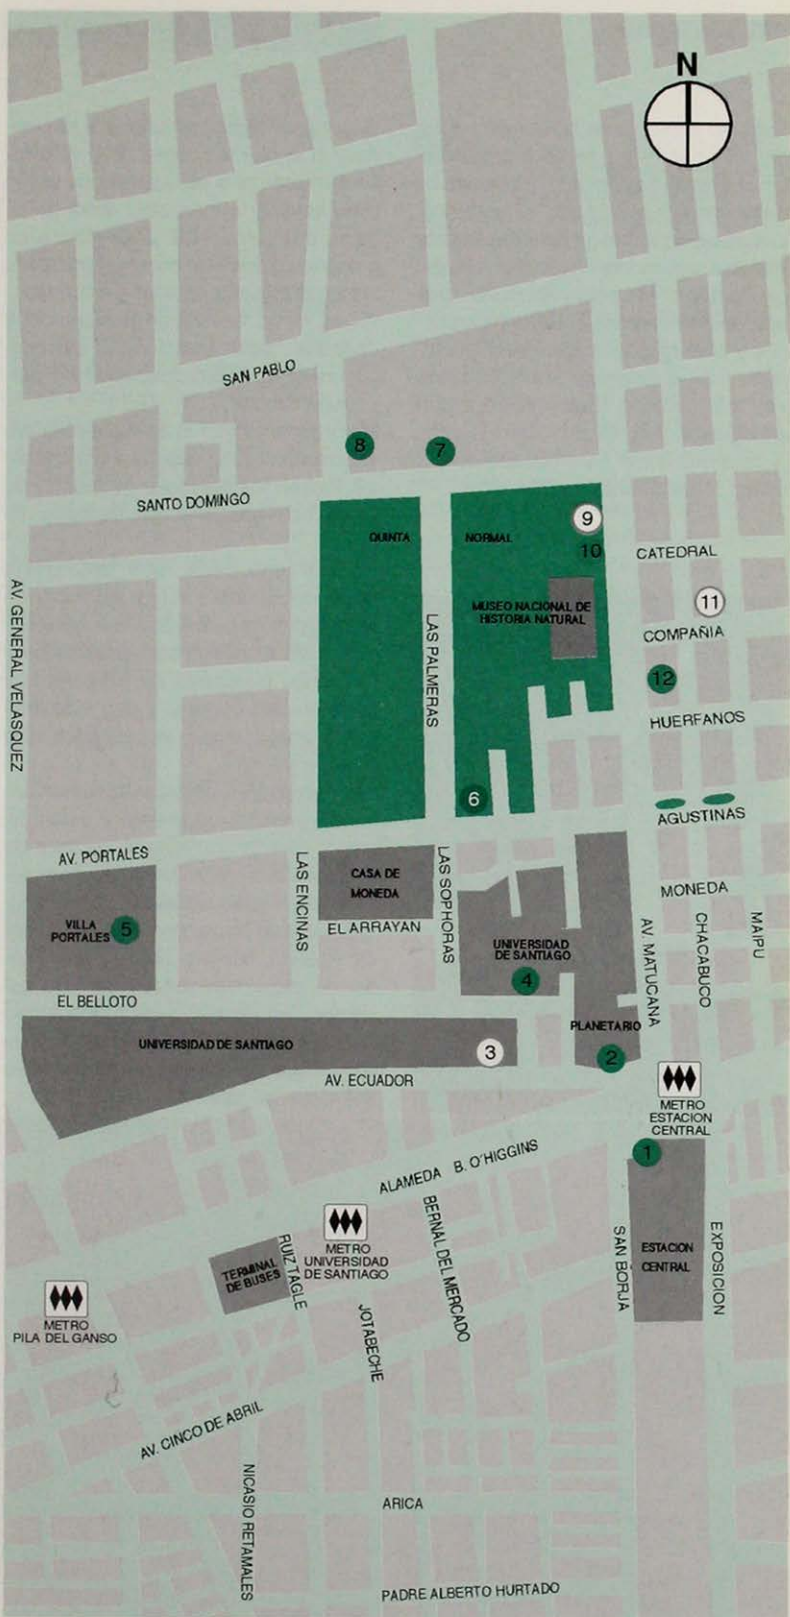 N
SAN PABLO
8
7
SANTO DOMINGO
9
QUINTA
NORMAL
10
CATEDRAL
AV. GENERAL VELASQUEZ
MUSEO NACIONAL DE
HISTORIA NATURAL
11
LAS PALMERAS
COMPAÑIA
12
HUERFANOS
6
AGUSTINAS
AV. PORTALES
LAS ENCINAS
CASA DE
MONEDA
LAS SOPHORAS
MONEDA
VILLA
PORTALES
5
EL ARRAYAN
UNIVERSIDAD
DE SANTIAGO
4
AV. MATUCANA
CHACABUCO
MAIPU
EL BELLOTO
PLANETARIO
2
UNIVERSIDAD DE SANTIAGO
3
AV. ECUADOR
METRO
ESTACION
CENTRAL
1
ALAMEDA B. O'HIGGINS
METRO
UNIVERSIDAD
DE SANTIAGO
BERNAL DEL MERCADO
SAN BORJA
ESTACION
CENTRAL
EXPOSICION
TERMINAL
DE BUSES
RUIZ TAGLE
METRO
PILA DEL GANSO
JOTABECHE
AV. CINCO DE ABRIL
NICASIO RETAMALES
ARICA
PADRE ALBERTO HURTADO